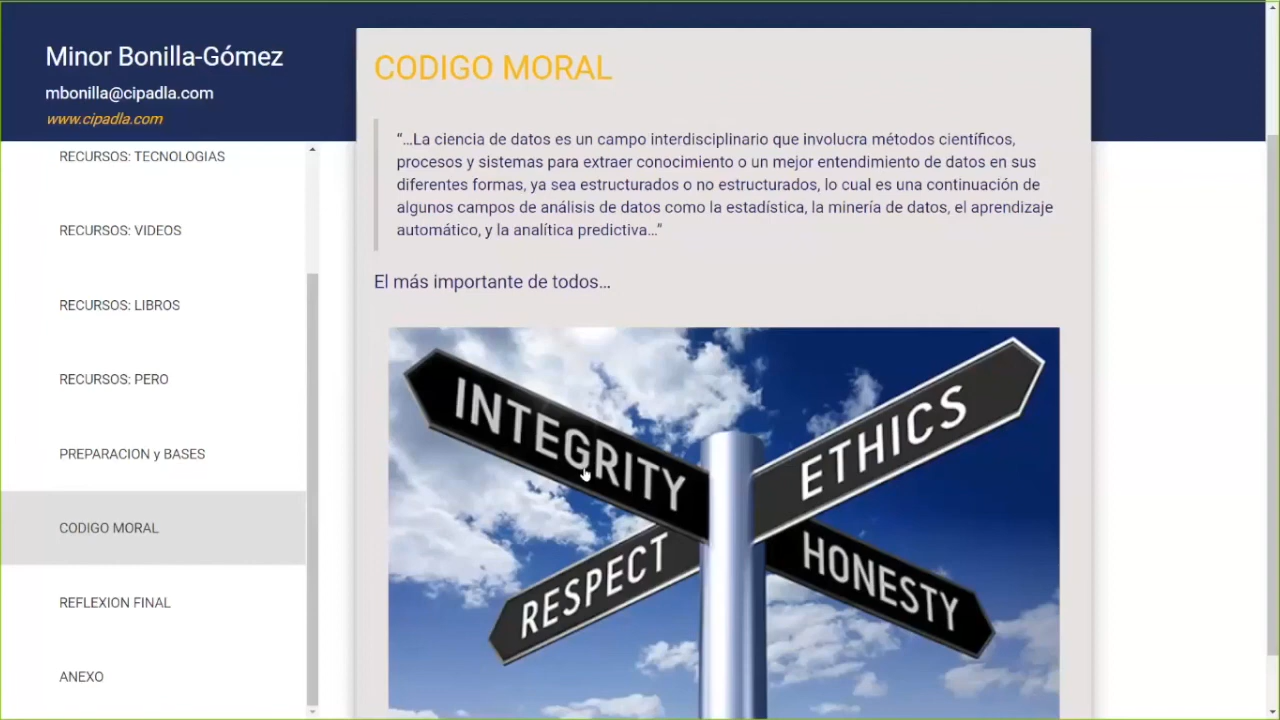 Minor Bonilla-Gómez
mbonilla@cipadla.com
www.cipadla.com
RECURSOS: TECNOLOGIAS
RECURSOS: VIDEOS
RECURSOS: LIBROS
RECURSOS: PERO
PREPARACION y BASES
CODIGO MORAL
REFLEXION FINAL
ANEXO
CODIGO MORAL
“…La ciencia de datos es un campo interdisciplinario que involucra métodos científicos,
procesos y sistemas para extraer conocimiento o un mejor entendimiento de datos en sus
diferentes formas, ya sea estructurados o no estructurados, lo cual es una continuación de
algunos campos de análisis de datos como la estadística, la minería de datos, el aprendizaje
automático, y la analítica predictiva…”
El más importante de todos…
INTEGRITY
ETHICS
RESPECT
HONESTY